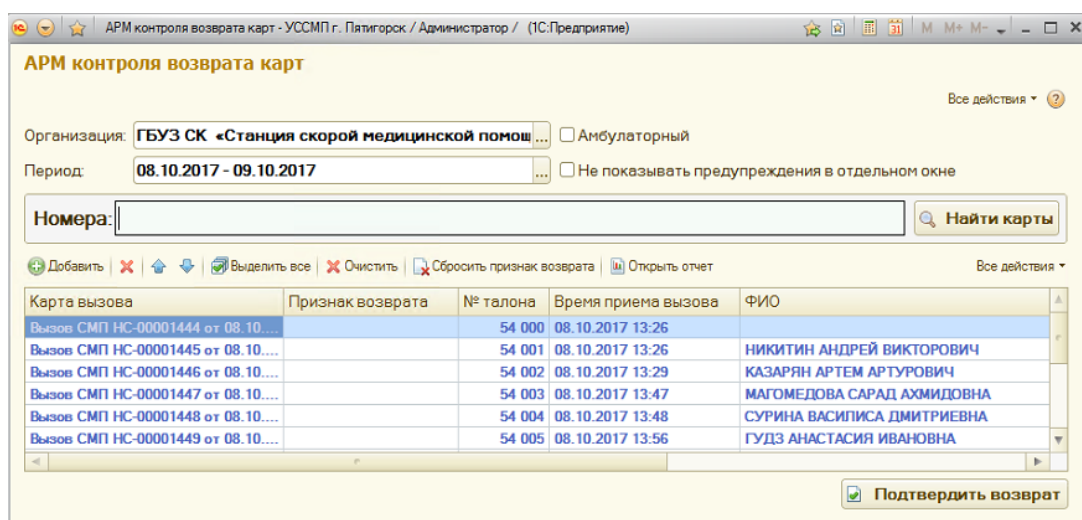 АРМ контроля возврата карт - УССМП г. Пятигорск / Администратор / (1С:Предприятие) M M+ M-
АРМ контроля возврата карт
Все действия
Организация: ГБУЗ СК «Станция скорой медицинской помощ ... Амбулаторный
Период: 08.10.2017 - 09.10.2017 ... Не показывать предупреждения в отдельном окне
Номера: Найти карты
Добавить Выделить все Очистить Сбросить признак возврата Открыть отчет Все действия
Карта вызова Признак возврата № талона Время приема вызова ФИО
Вызов СМП НС-00001444 от 08.10.... 54 000 08.10.2017 13:26
Вызов СМП НС-00001445 от 08.10.... 54 001 08.10.2017 13:26 НИКИТИН АНДРЕЙ ВИКТОРОВИЧ
Вызов СМП НС-00001446 от 08.10.... 54 002 08.10.2017 13:29 КАЗАРЯН АРТЕМ АРТУРОВИЧ
Вызов СМП НС-00001447 от 08.10.... 54 003 08.10.2017 13:47 МАГОМЕДОВА САРАД АХМИДОВНА
Вызов СМП НС-00001448 от 08.10.... 54 004 08.10.2017 13:48 СУРИНА ВАСИЛИСА ДМИТРИЕВНА
Вызов СМП НС-00001449 от 08.10.... 54 005 08.10.2017 13:56 ГУДЗ АНАСТАСИЯ ИВАНОВНА
Подтвердить возврат